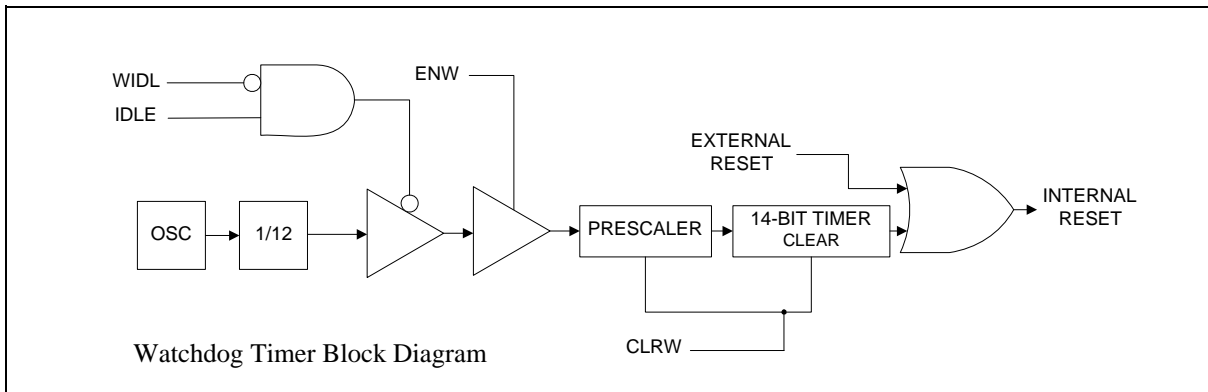 WIDL
IDLE
ENW
EXTERNAL
RESET
INTERNAL
RESET
OSC
1/12
PRESCALER
14-BIT TIMER
CLEAR
CLRW
Watchdog Timer Block Diagram